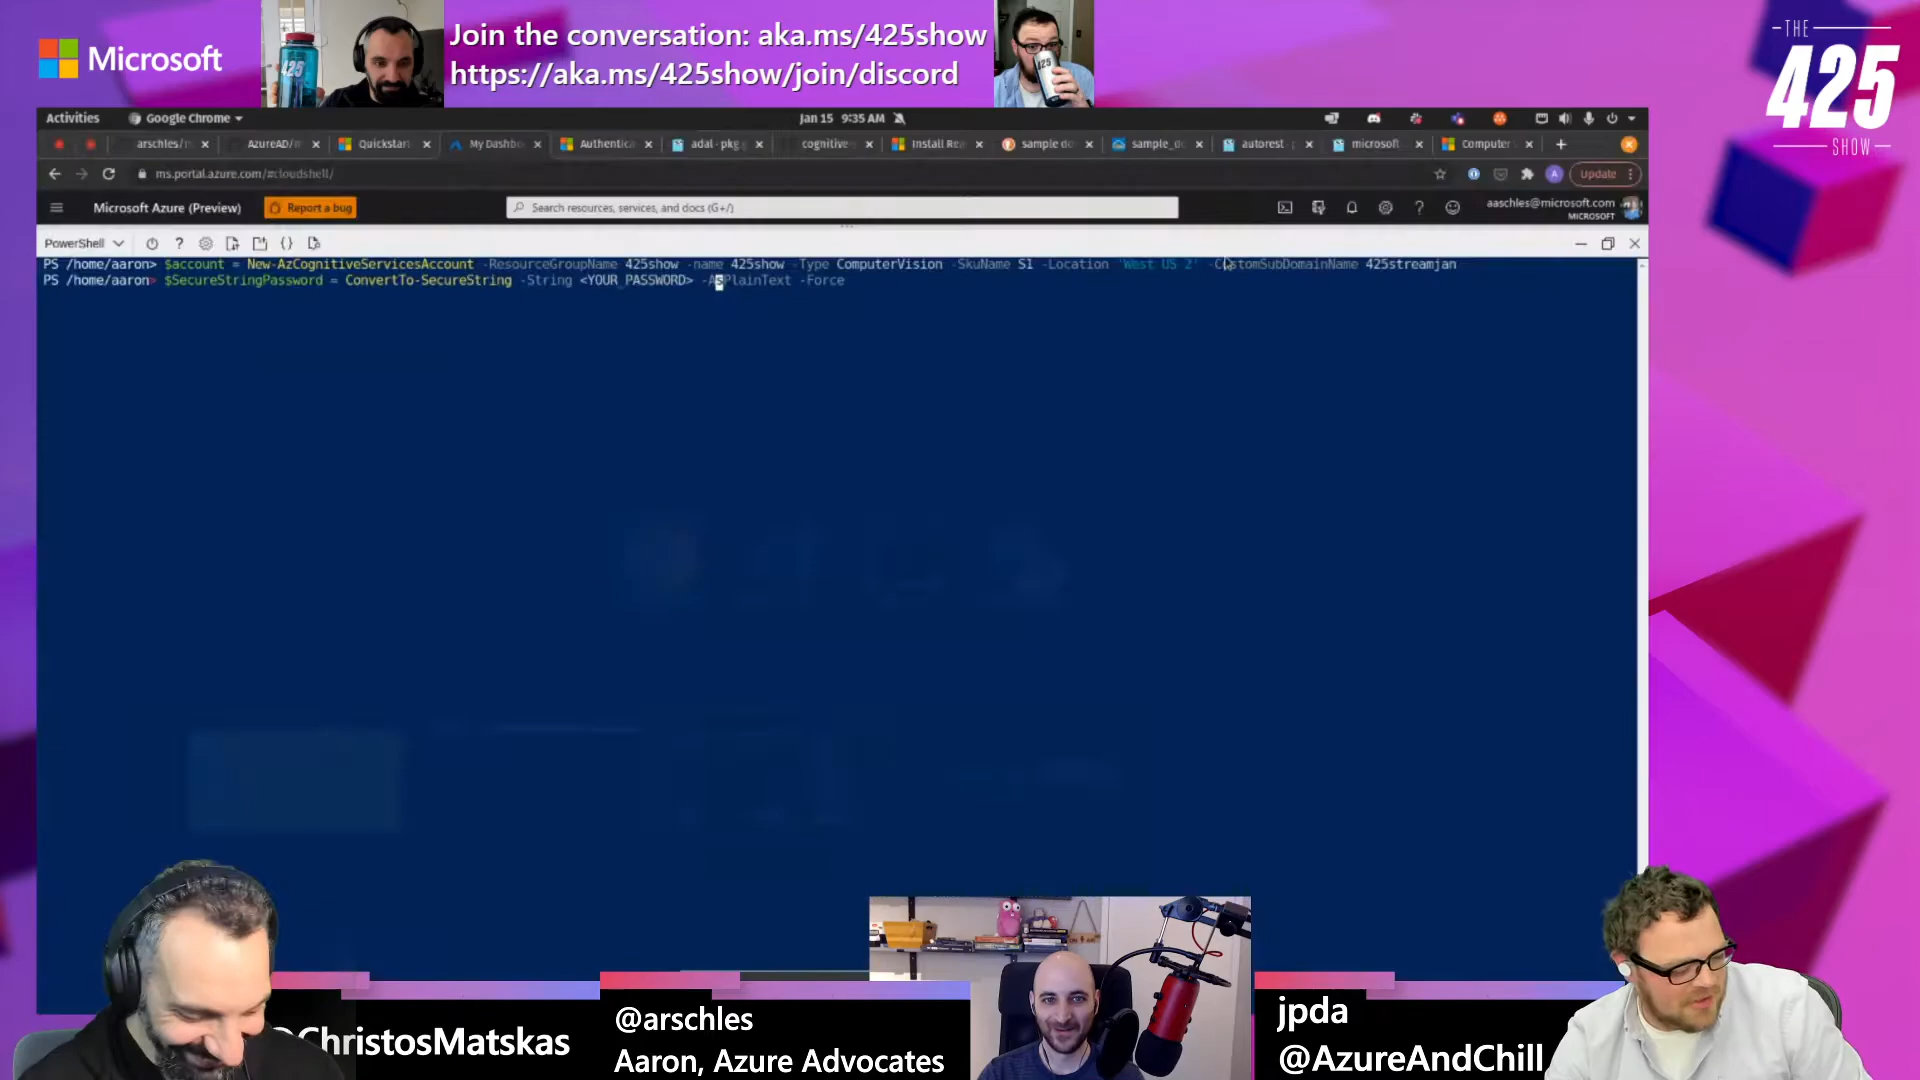 Microsoft
Join the conversation: aka.ms/425show
https://aka.ms/425show/join/discord
425
425
THE
425
SHOW
Activities
Google Chrome
Jan 15 9:35 AM
arschles/
AzureAD/
Quickstart
My Dashbo
Authentica
adal - pkg.g
cognitive
Install Re
sample do
sample_d
autorest
microsoft
Computer
ms.portal.azure.com/#cloudshell/
Update
Microsoft Azure (Preview)
Report a bug
Search resources, services, and docs (G+/)
aaschles@microsoft.com
MICROSOFT
PowerShell
PS /home/aaron> $account = New-AzCognitiveServicesAccount -ResourceGroupName 425show -name 425show -Type ComputerVision -SkuName S1 -Location 'West US 2' -CustomSubDomainName 425streamjan
PS /home/aaron> $SecureStringPassword = ConvertTo-SecureString -String <YOUR_PASSWORD> -AsPlainText -Force
@ChristosMatskas
@arschles
Aaron, Azure Advocates
jpda
@AzureAndChill